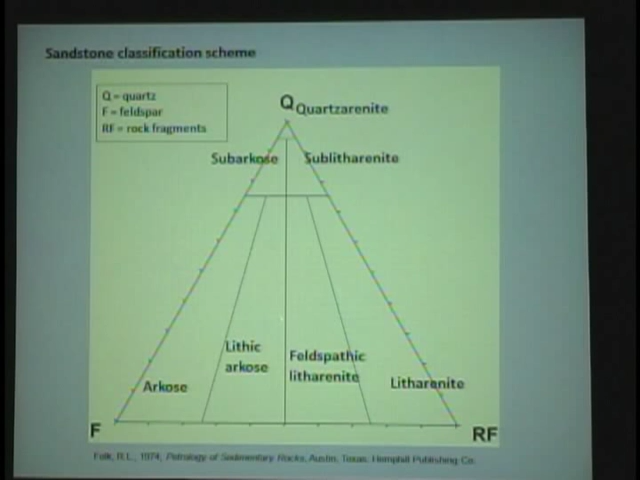 Sandstone classification scheme
Q = quartz
F = feldspar
RF = rock fragments
Q Quartzarenite
Subarkose Sublitharenite
Lithic
arkose
Feldspathic
litharenite
Arkose
Litharenite
F
RF
Folk, R.L., 1974, Petrology of Sedimentary Rocks, Austin, Texas, Hemphill Publishing Co.